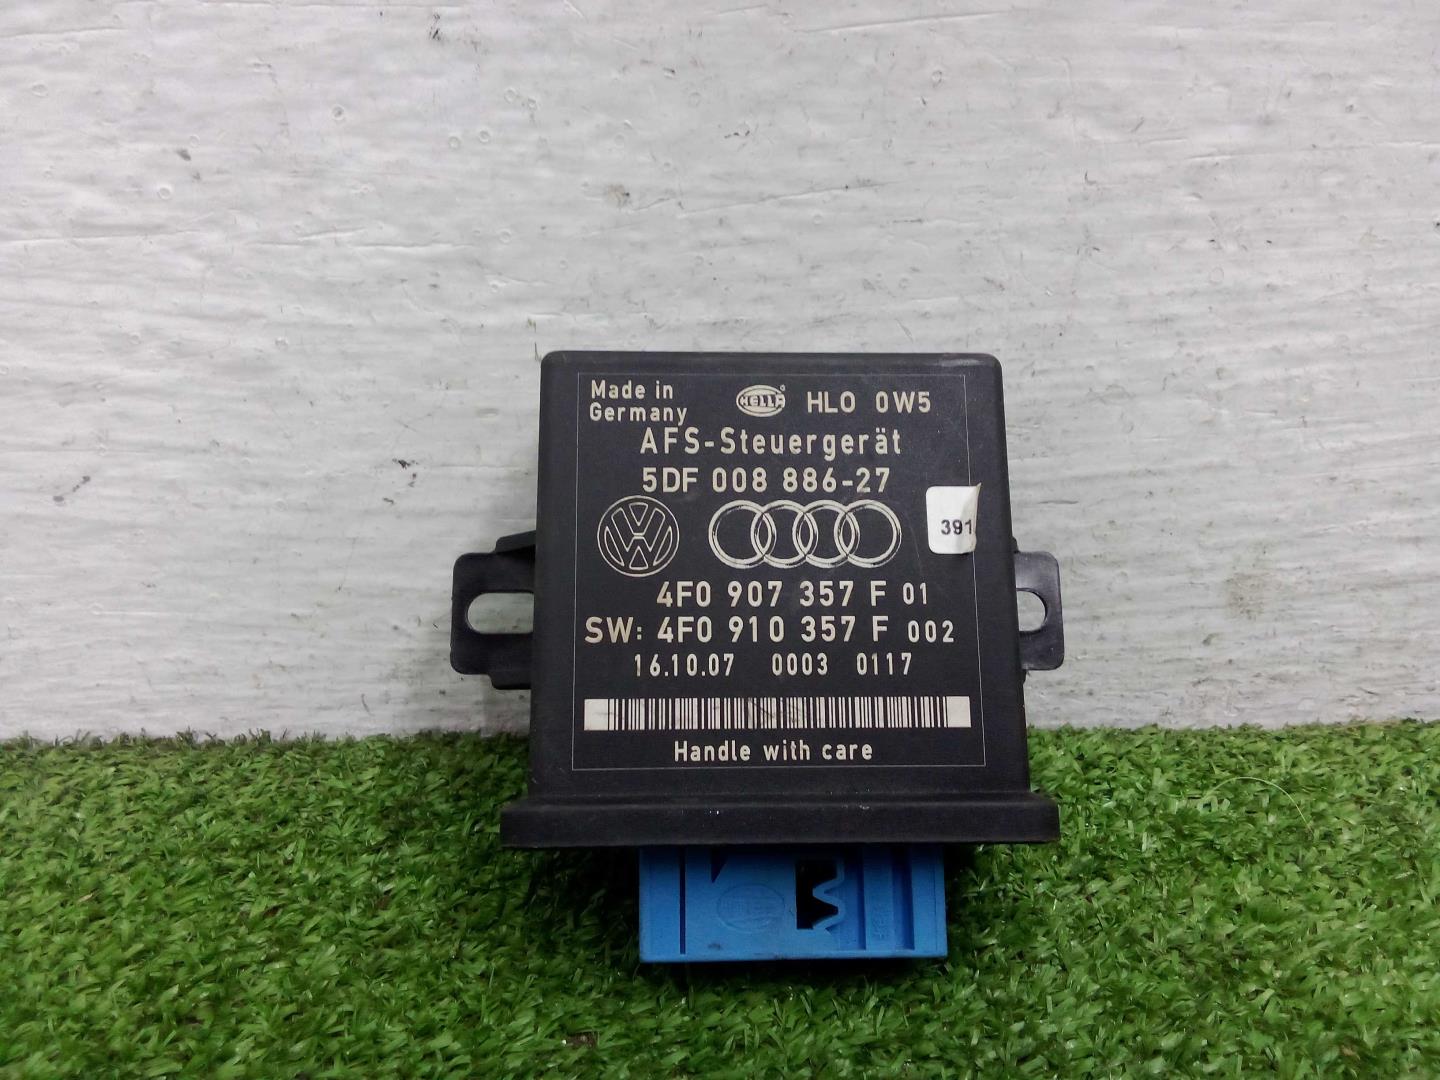 Made in
Germany
HELLA HLO 0W5
AFS-Steuergerät
5DF 008 886-27
391
4F0 907 357 F 01
SW: 4F0 910 357 F 002
16.10.07 0003 0117
Handle with care